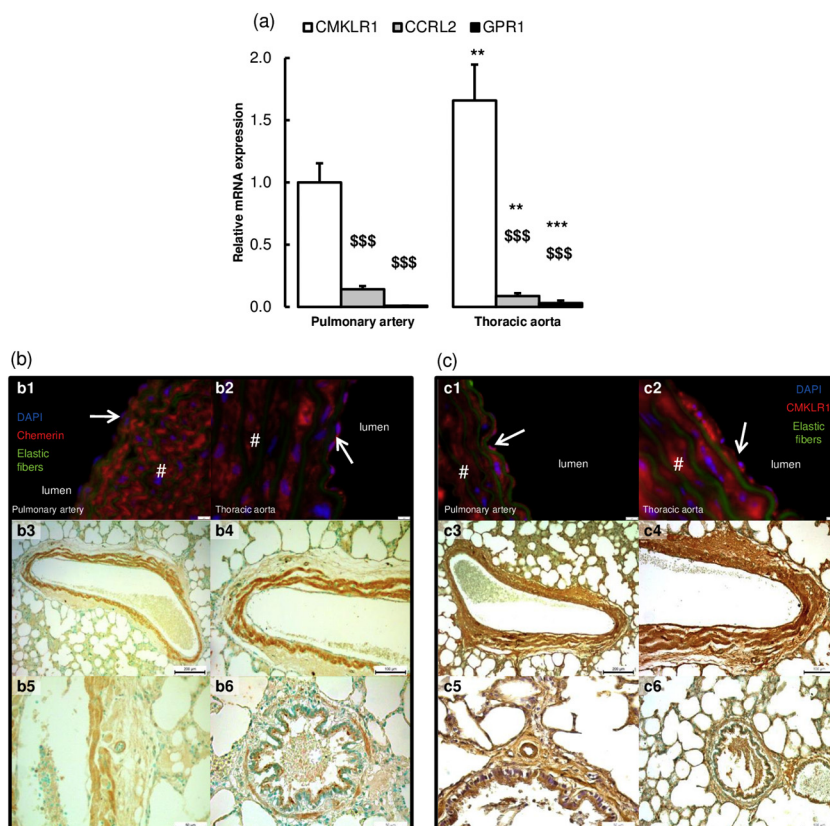 (a)
CMKLR1 CCRL2 GPR1
Relative mRNA expression
2.0
1.5
1.0
0.5
0.0
$$$
$$$
**
**
$$$
***
$$$
Pulmonary artery
Thoracic aorta
(b)
b1
DAPI
Chemerin
Elastic
fibers
#
lumen
Pulmonary artery
b2
#
lumen
Thoracic aorta
b3
b4
b5
b6
(c)
c1
#
lumen
Pulmonary artery
c2
DAPI
CMKLR1
Elastic
fibers
#
lumen
Thoracic aorta
c3
c4
c5
c6